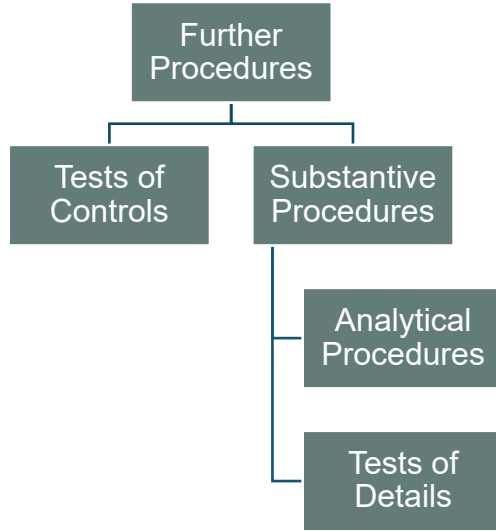 Further
Procedures
Tests of
Controls
Substantive
Procedures
Analytical
Procedures
Tests of
Details